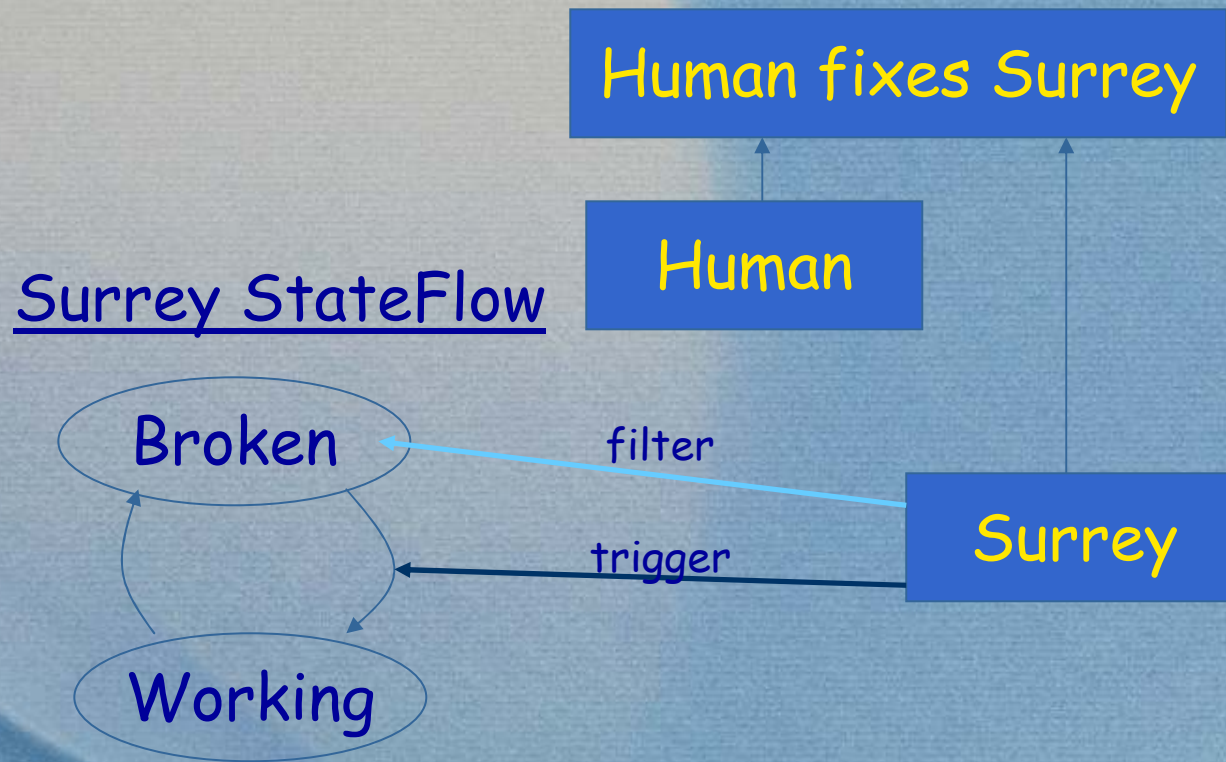 Human fixes Surrey
Human
Surrey StateFlow
Broken
filter
Surrey
trigger
Working